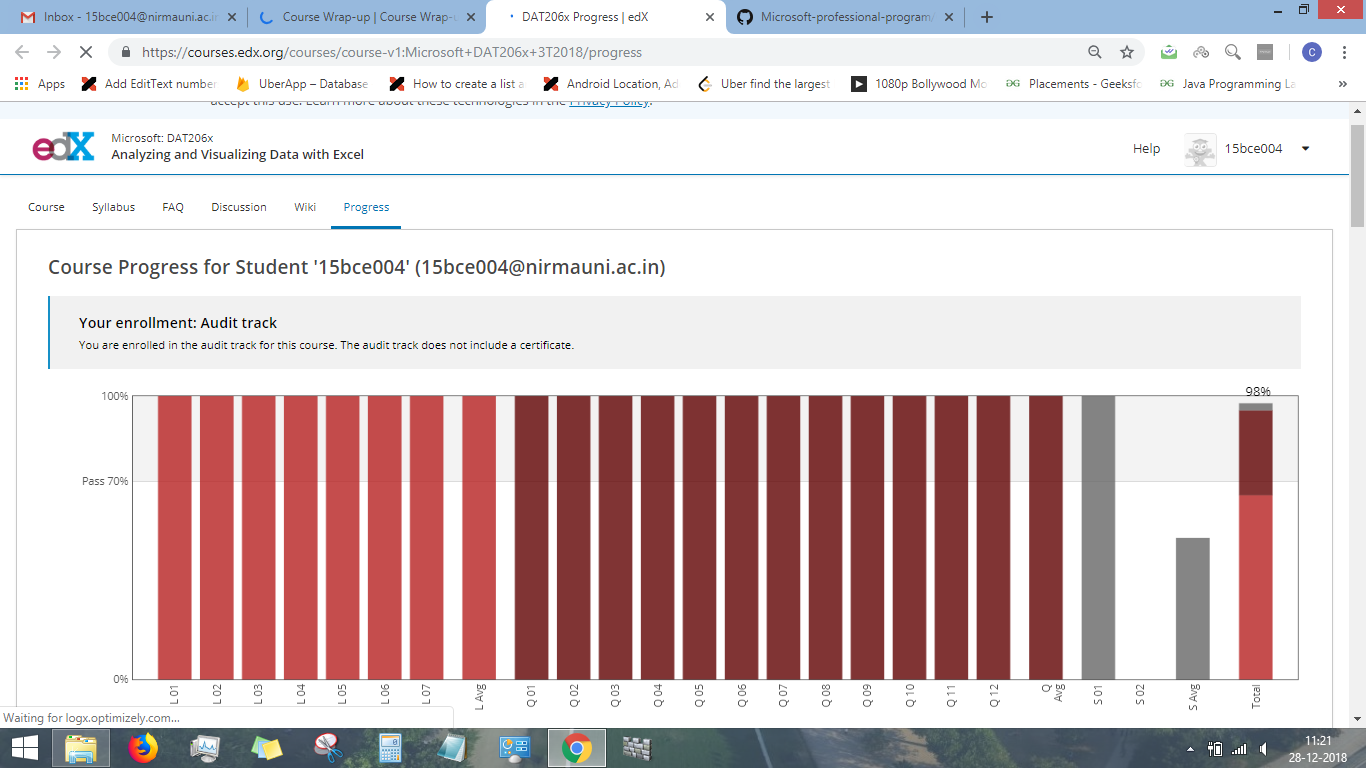 Inbox - 15bce004@nirmauni.ac.in
Course Wrap-up | Course Wrap-u
DAT206x Progress | edX
Microsoft-professional-program/
https://courses.edx.org/courses/course-v1:Microsoft+DAT206x+3T2018/progress
C
Apps
Add EditText number
UberApp – Database
How to create a list a
Android Location, Ad
Uber find the largest
1080p Bollywood Mo
Placements - Geeksfo
Java Programming La
»
accept this use. Learn more about these technologies in the Privacy Policy.
edX
Microsoft: DAT206x
Analyzing and Visualizing Data with Excel
Help
15bce004
Course
Syllabus
FAQ
Discussion
Wiki
Progress
Course Progress for Student '15bce004' (15bce004@nirmauni.ac.in)
Your enrollment: Audit track
You are enrolled in the audit track for this course. The audit track does not include a certificate.
98%
100%
Pass 70%
0%
L 01
L 02
L 03
L 04
L 05
L 06
L 07
L Avg
Q 01
Q 02
Q 03
Q 04
Q 05
Q 06
Q 07
Q 08
Q 09
Q 10
Q 11
Q 12
Q
Avg
S 01
S 02
S Avg
Total
Waiting for logx.optimizely.com...
11:21
28-12-2018